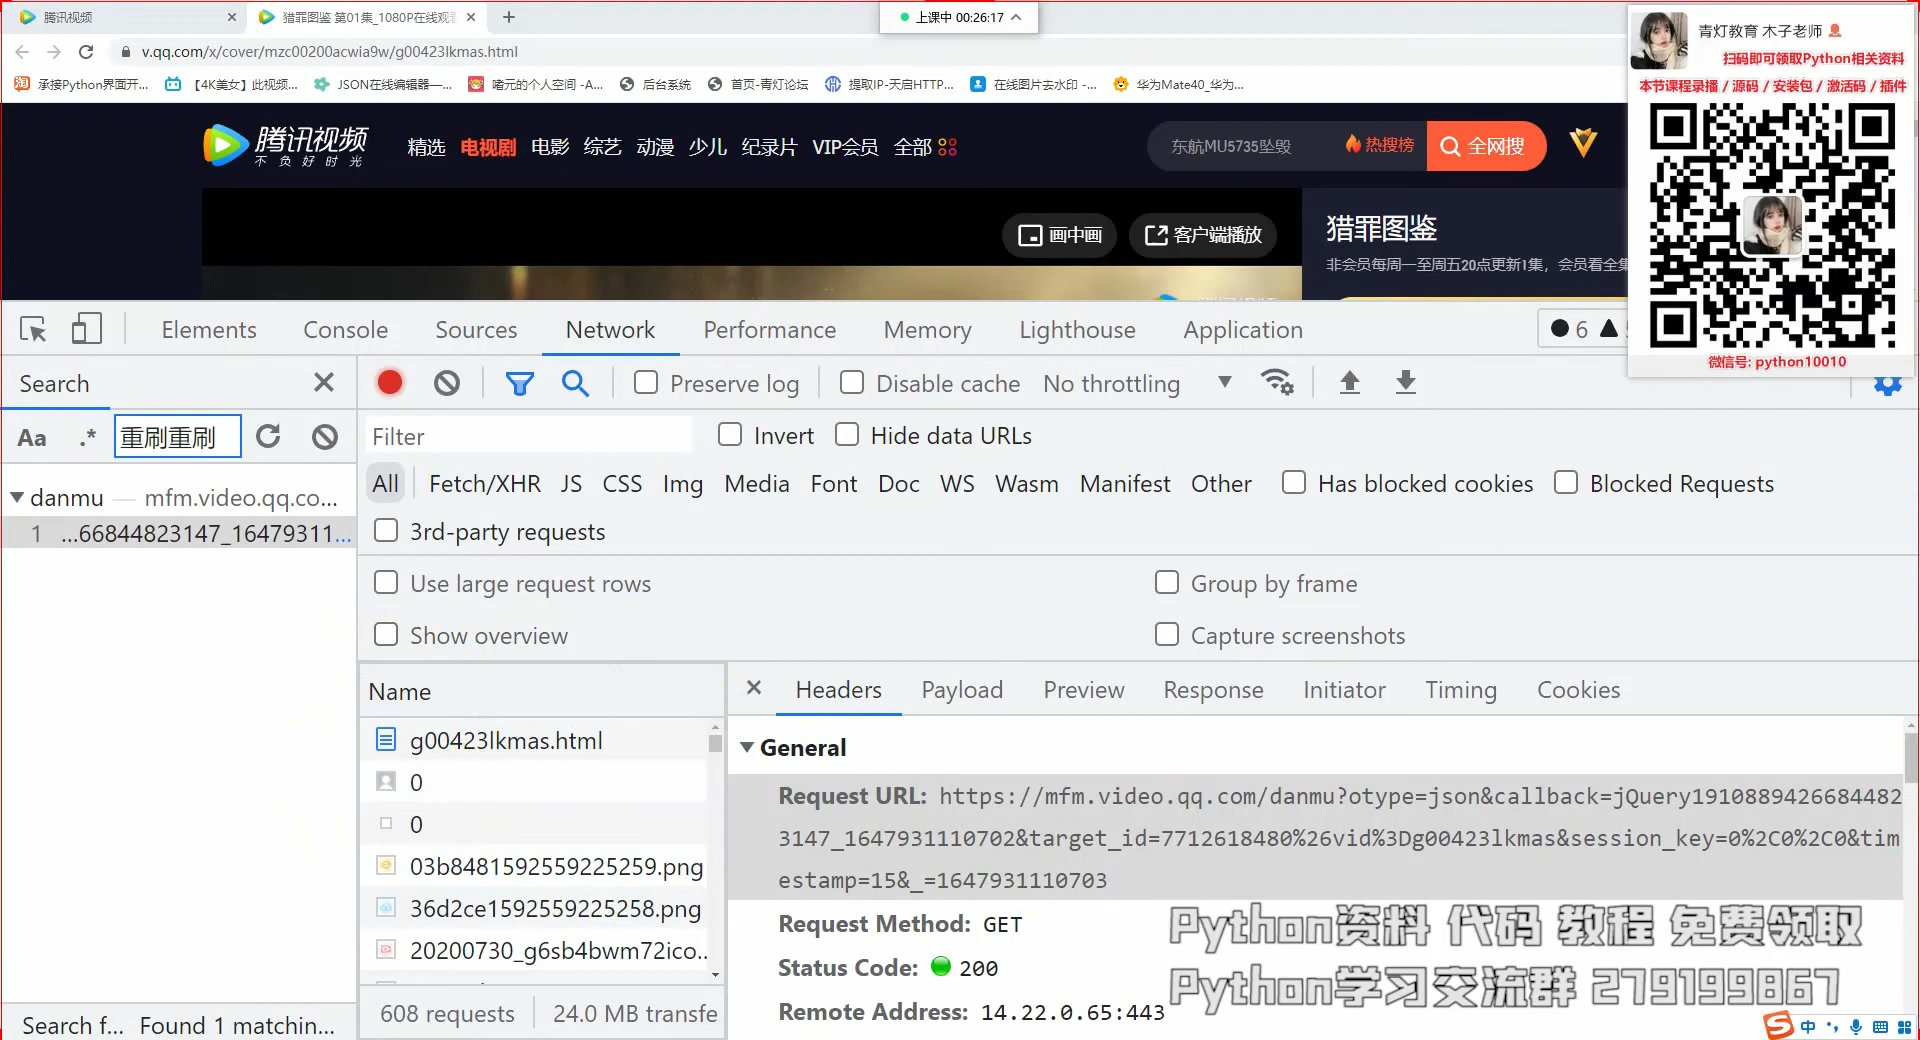 腾讯视频
猎罪图鉴 第01集_1080P在线观看
上课中 00:26:17
v.qq.com/x/cover/mzc00200acwia9w/g00423lkmas.html
承接Python界面开...
【4K美女】此视频...
JSON在线编辑器—...
啫元的个人空间 -A...
后台系统
首页-青灯论坛
提取IP-天启HTTP...
在线图片去水印 -...
华为Mate40_华为...
青灯教育 木子老师
扫码即可领取Python相关资料
本节课程录播 / 源码 / 安装包 / 激活码 / 插件
微信号: python10010
腾讯视频
不负好时光
精选 电视剧 电影 综艺 动漫 少儿 纪录片 VIP会员 全部
东航MU5735坠毁 热搜榜 全网搜
画中画 客户端播放
猎罪图鉴
非会员每周一至周五20点更新1集，会员看全集
Elements Console Sources Network Performance Memory Lighthouse Application 6
Search
Preserve log Disable cache No throttling
Aa .* 重刷重刷
Filter Invert Hide data URLs
All Fetch/XHR JS CSS Img Media Font Doc WS Wasm Manifest Other Has blocked cookies Blocked Requests
3rd-party requests
danmu — mfm.video.qq.co...
1 ...66844823147_16479311...
Use large request rows Group by frame
Show overview Capture screenshots
Name
g00423lkmas.html
0
0
03b8481592559225259.png
36d2ce1592559225258.png
20200730_g6sb4bwm72ico..
608 requests 24.0 MB transfe
Headers Payload Preview Response Initiator Timing Cookies
General
Request URL: https://mfm.video.qq.com/danmu?otype=json&callback=jQuery1910889426684482
3147_1647931110702&target_id=7712618480%26vid%3Dg00423lkmas&session_key=0%2C0%2C0&tim
estamp=15&_=1647931110703
Request Method: GET
Status Code: 200
Remote Address: 14.22.0.65:443
Python资料 代码 教程 免费领取
Python学习交流群 279199867
Search f... Found 1 matchin...
中